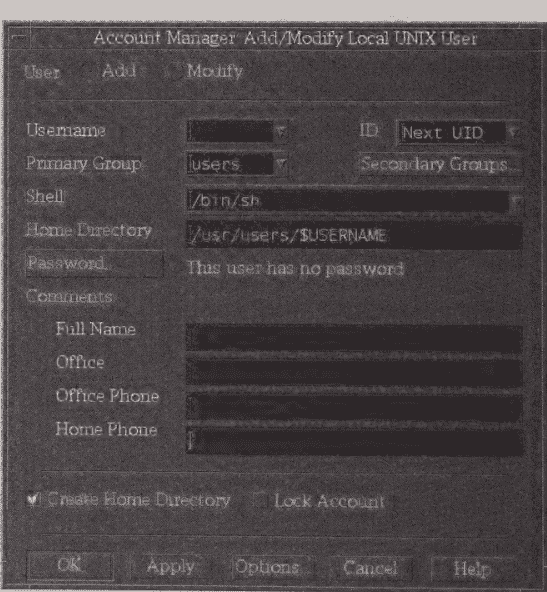 Account Manager Add/Modify Local UNIX User
User Add Modify
Username ID Next UID
Primary Group users Secondary Groups...
Shell /bin/sh
Home Directory /usr/users/$USERNAME
Password... This user has no password
Comments
Full Name
Office
Office Phone
Home Phone
Create Home Directory Lock Account
OK Apply Options Cancel Help